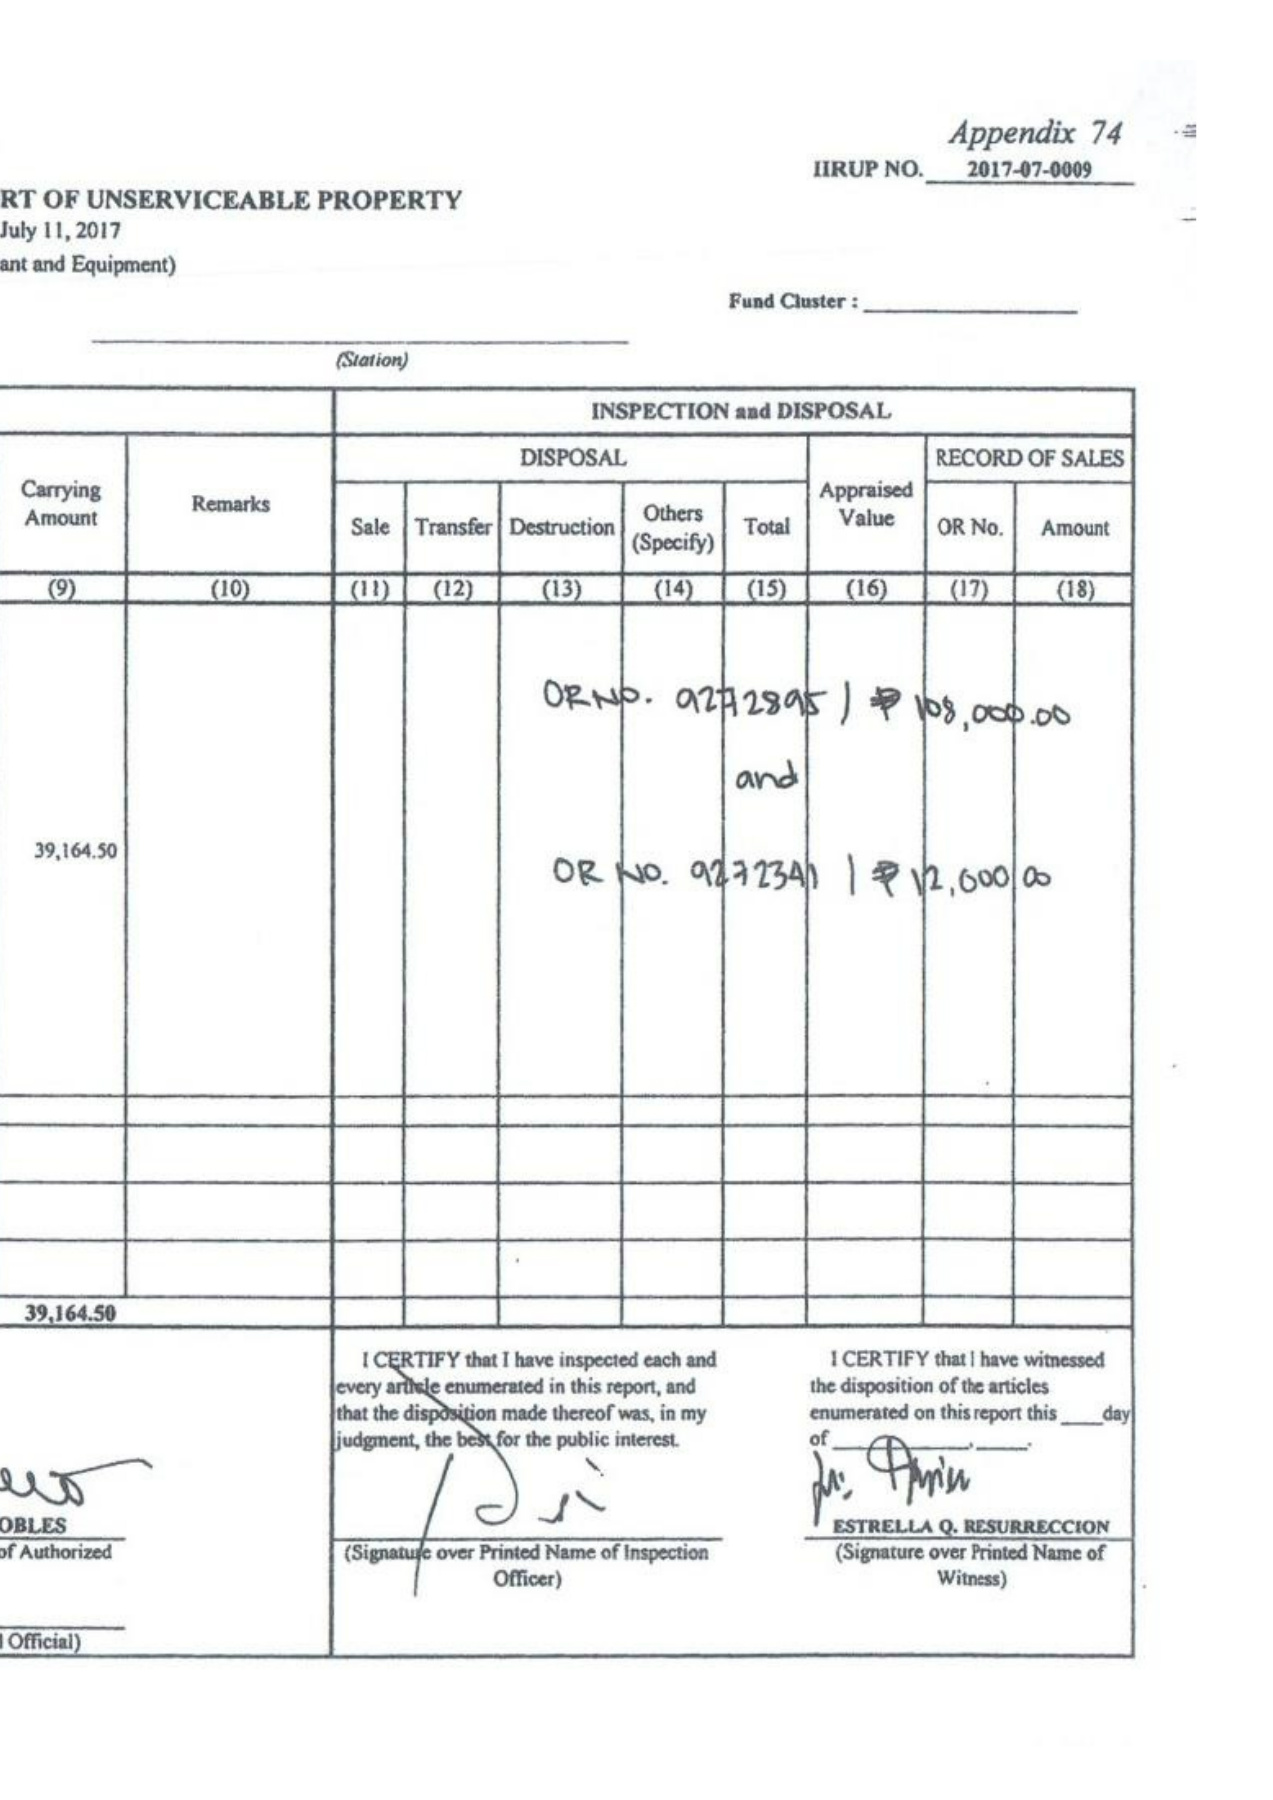 Appendix 74
IIRUP NO. 2017-07-0009
RT OF UNSERVICEABLE PROPERTY
July 11, 2017
ant and Equipment)
Fund Cluster :
(Station)
INSPECTION and DISPOSAL
DISPOSAL
RECORD OF SALES
Carrying
Amount
Remarks
Sale
Transfer
Destruction
Others
(Specify)
Total
Appraised
Value
OR No.
Amount
(9) (10) (11) (12) (13) (14) (15) (16) (17) (18)
OR NO. 9272895 | ₱ 108,000.00
and
39,164.50
OR NO. 9272341 | ₱ 12,000.00
39,164.50
I CERTIFY that I have inspected each and
every article enumerated in this report, and
that the disposition made thereof was, in my
judgment, the best for the public interest.
I CERTIFY that I have witnessed
the disposition of the articles
enumerated on this report this ____day
of ______________, ____.
OBLES
of Authorized
l Official)
(Signature over Printed Name of Inspection
Officer)
ESTRELLA Q. RESURRECCION
(Signature over Printed Name of
Witness)